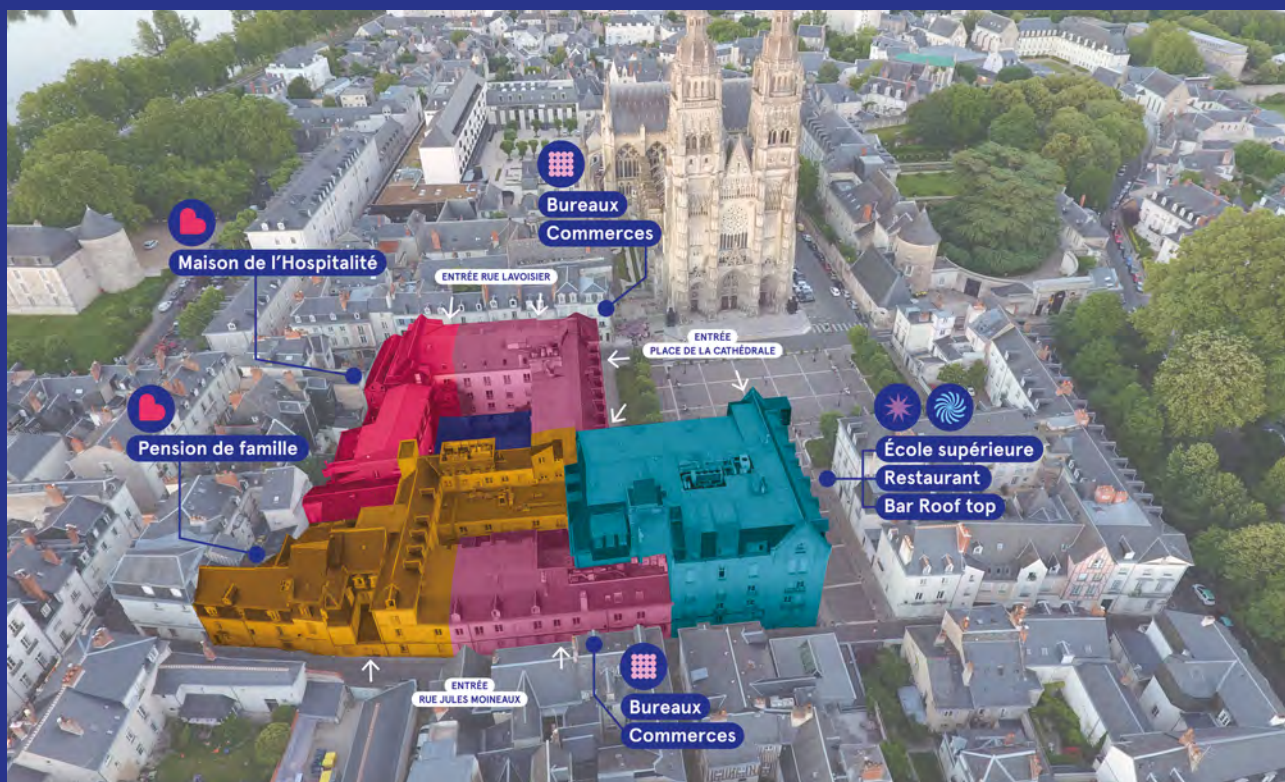 Bureaux
Commerces
Maison de l'Hospitalité
ENTRÉE RUE LAVOISIER
ENTRÉE
PLACE DE LA CATHÉDRALE
Pension de famille
École supérieure
Restaurant
Bar Roof top
ENTRÉE
RUE JULES MOINEAUX
Bureaux
Commerces